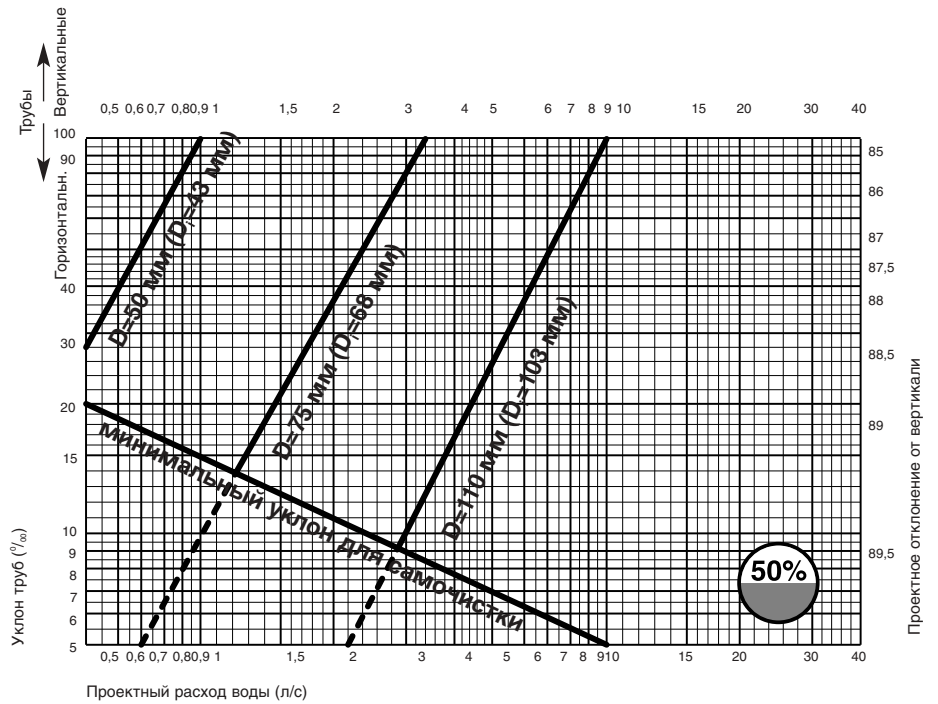 Трубы
Вертикальные
Горизонтальн.
0,5 0,6 0,7 0,8 0,9 1 1,5 2 3 4 5 6 7 8 9 10 15 20 30 40
100
90
40
30
20
15
10
9
8
7
6
5
85
86
87
87,5
88
88,5
89
89,5
D=50 мм (Di=43 мм)
D=75 мм (Di=68 мм)
D=110 мм (Di=103 мм)
минимальный уклон для самочистки
50%
Уклон труб (⁰/₀₀)
Проектное отклонение от вертикали
0,5 0,6 0,7 0,8 0,9 1 1,5 2 3 4 5 6 7 8 9 10 15 20 30 40
Проектный расход воды (л/с)